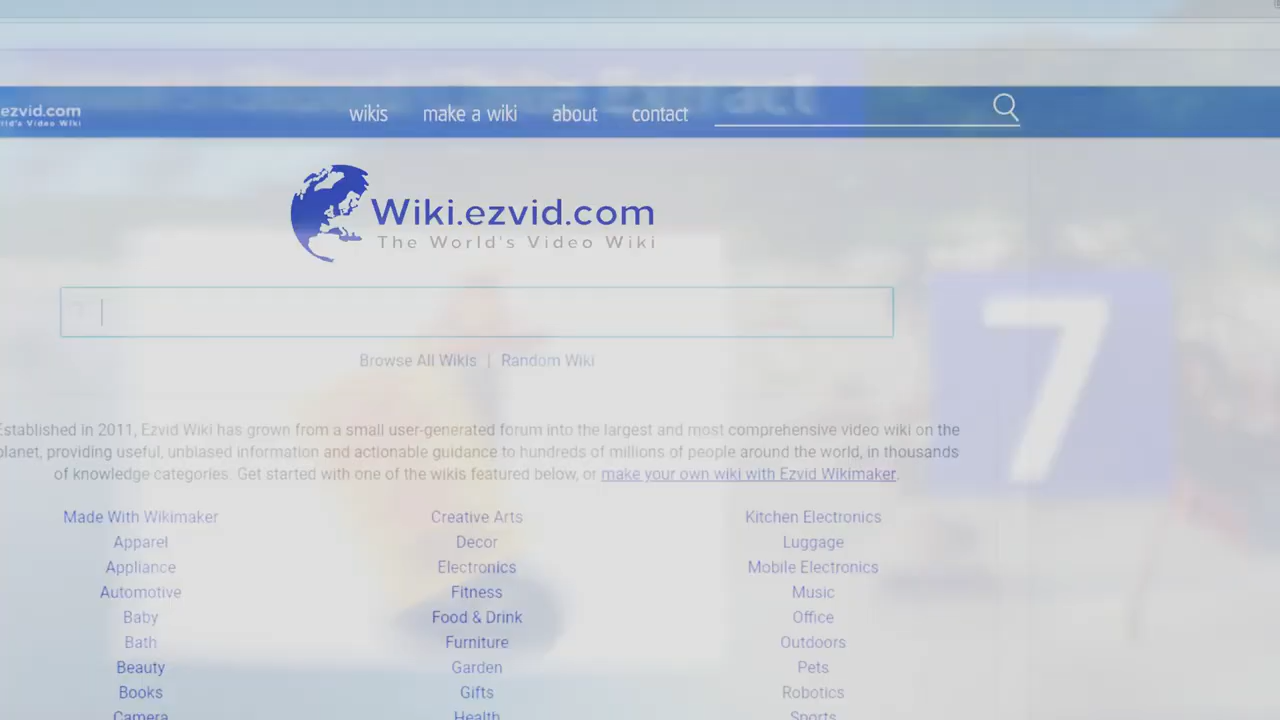 ezvid.com
wikis make a wiki about contact
Wiki.ezvid.com
The World's Video Wiki
Browse All Wikis | Random Wiki
7
Established in 2011, Ezvid Wiki has grown from a small user-generated forum into the largest and most comprehensive video wiki on the
planet, providing useful, unbiased information and actionable guidance to hundreds of millions of people around the world, in thousands
of knowledge categories. Get started with one of the wikis featured below, or make your own wiki with Ezvid Wikimaker.
Made With Wikimaker Creative Arts Kitchen Electronics
Apparel Decor Luggage
Appliance Electronics Mobile Electronics
Automotive Fitness Music
Baby Food & Drink Office
Bath Furniture Outdoors
Beauty Garden Pets
Books Gifts Robotics
Camera Health Sports